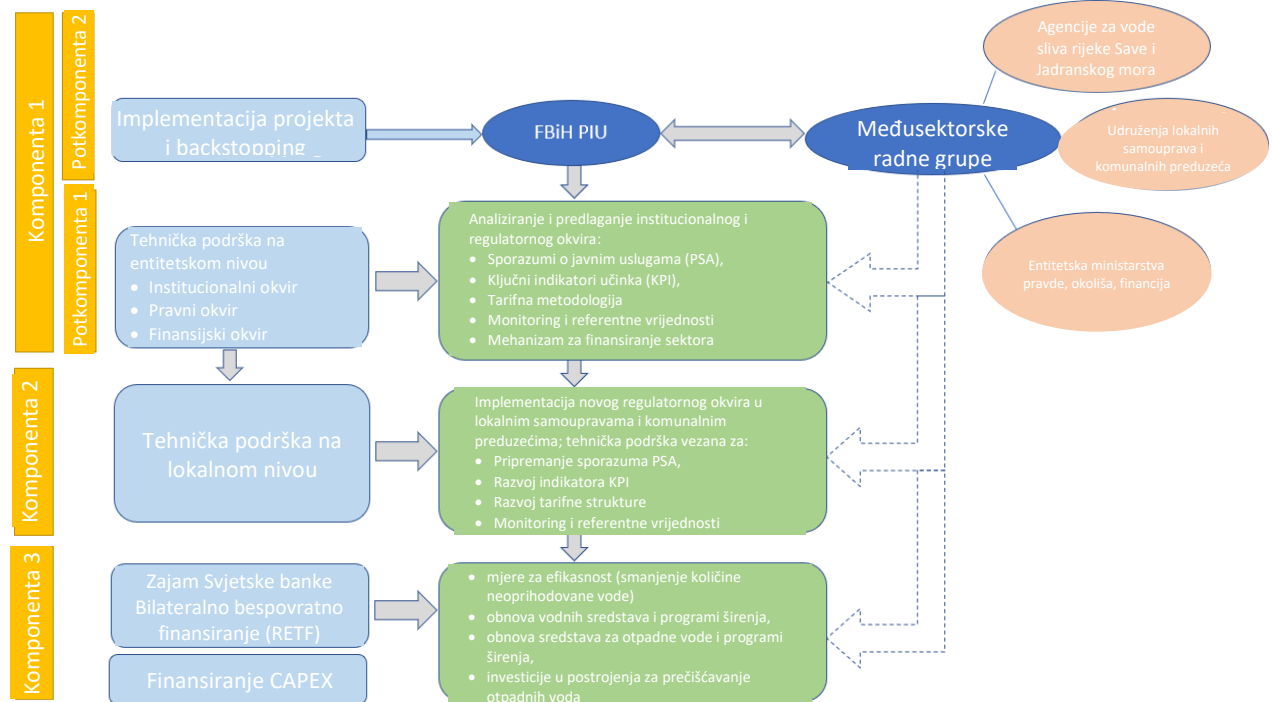 Komponenta 1
Potkomponenta 2
Potkomponenta 1
Implementacija projekta
i backstopping
FBiH PIU
Međusektorske
radne grupe
Agencije za vode
sliva rijeke Save i
Jadranskog mora
Udruženja lokalnih
samouprava i
komunalnih preduzeća
Entitetska ministarstva
pravde, okoliša, financija
Tehnička podrška na
entitetskom nivou
• Institucionalni okvir
• Pravni okvir
• Finansijski okvir
Analiziranje i predlaganje institucionalnog i
regulatornog okvira:
• Sporazumi o javnim uslugama (PSA),
• Ključni indikatori učinka (KPI),
• Tarifna metodologija
• Monitoring i referentne vrijednosti
• Mehanizam za finansiranje sektora
Komponenta 2
Tehnička podrška na
lokalnom nivou
Implementacija novog regulatornog okvira u
lokalnim samoupravama i komunalnim
preduzećima; tehnička podrška vezana za:
• Pripremanje sporazuma PSA,
• Razvoj indikatora KPI
• Razvoj tarifne strukture
• Monitoring i referentne vrijednosti
Komponenta 3
Zajam Svjetske banke
Bilateralno bespovratno
finansiranje (RETF)
Finansiranje CAPEX
• mjere za efikasnost (smanjenje količine
neoprihodovane vode)
• obnova vodnih sredstava i programi širenja,
• obnova sredstava za otpadne vode i programi
širenja,
• investicije u postrojenja za prečišćavanje
otpadnih voda